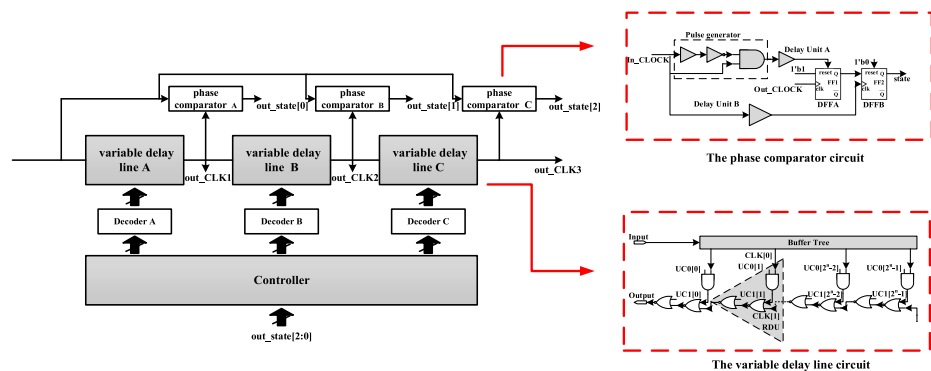 phase
comparator A
out_state[0]
phase
comparator B
out_state[1]
phase
comparator C
out_state[2]
variable delay
line A
variable delay
line B
variable delay
line C
out_CLK1
out_CLK2
out_CLK3
Decoder A
Decoder B
Decoder C
Controller
out_state[2:0]
Pulse generator
In_CLOCK
Delay Unit A
1'b1
1'b0
reset Q
FF1
clk
Q
reset Q
FF2
clk
Q
state
Out_CLOCK
DFFA
DFFB
Delay Unit B
The phase comparator circuit
Input
Buffer Tree
CLK[0]
UC0[0]
UC0[1]
UC0[2ⁿ-2]
UC0[2ⁿ-1]
Output
UC1[0]
UC1[1]
UC1[2ⁿ-2]
UC1[2ⁿ-1]
CLK[1]
RDU
The variable delay line circuit